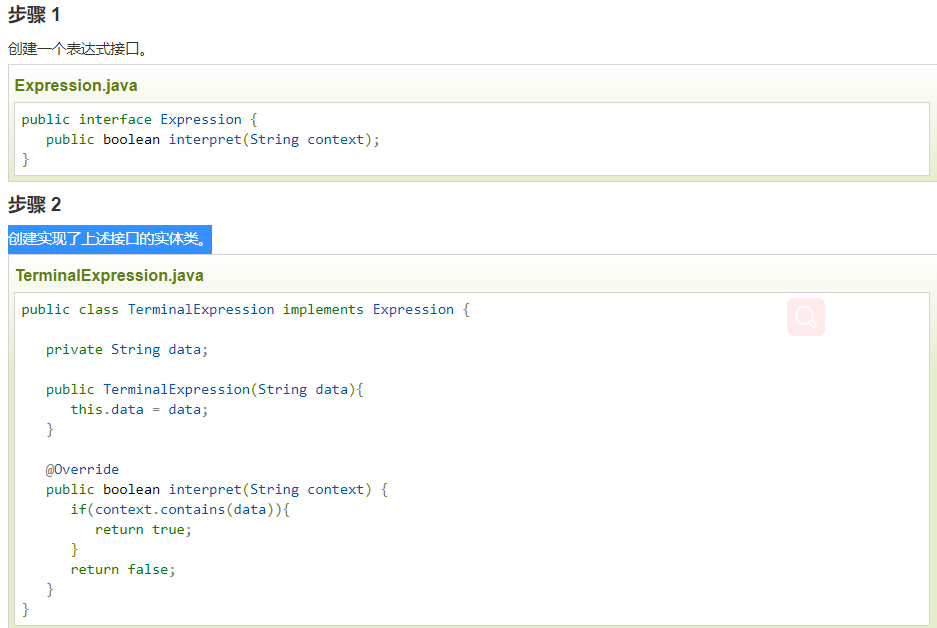 步骤 1
创建一个表达式接口。
Expression.java
public interface Expression {
   public boolean interpret(String context);
}
步骤 2
创建实现了上述接口的实体类。
TerminalExpression.java
public class TerminalExpression implements Expression {
   private String data;
   public TerminalExpression(String data){
      this.data = data;
   }
   @Override
   public boolean interpret(String context) {
      if(context.contains(data)){
         return true;
      }
      return false;
   }
}